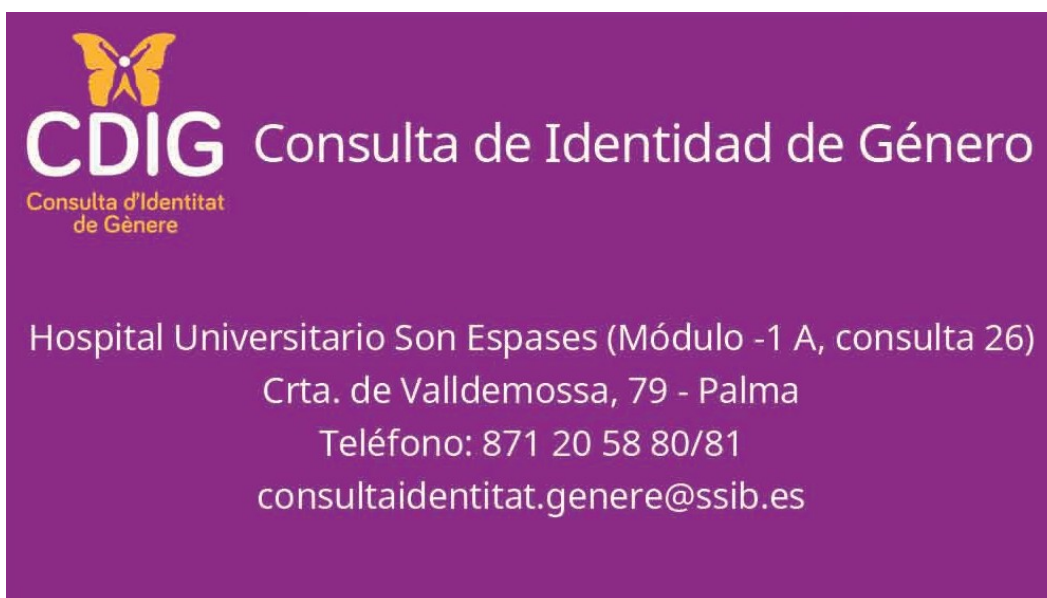 CDIG
Consulta d'Identitat
de Gènere
Consulta de Identidad de Género
Hospital Universitario Son Espases (Módulo -1 A, consulta 26)
Crta. de Valldemossa, 79 - Palma
Teléfono: 871 20 58 80/81
consultaidentitat.genere@ssib.es